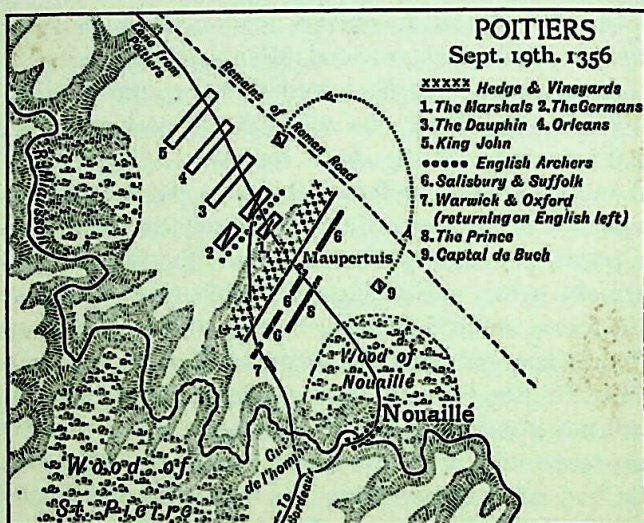 POITIERS
Sept. 19th. 1356
xxxxx Hedge & Vineyards
1. The Marshals 2. The Germans
3. The Dauphin 4. Orleans
5. King John
••••• English Archers
6. Salisbury & Suffolk
7. Warwick & Oxford
(returning on English left)
8. The Prince
9. Captal de Buch
Road from
Poitiers
Remains of Roman Road
R. Miausson
5
4
3
2
1
6
Maupertuis
9
6
8
6
7
Wood of
Nouaillé
Nouaillé
Gué
de l'homme
to
Bordeaux
Wood of
St. Pierre